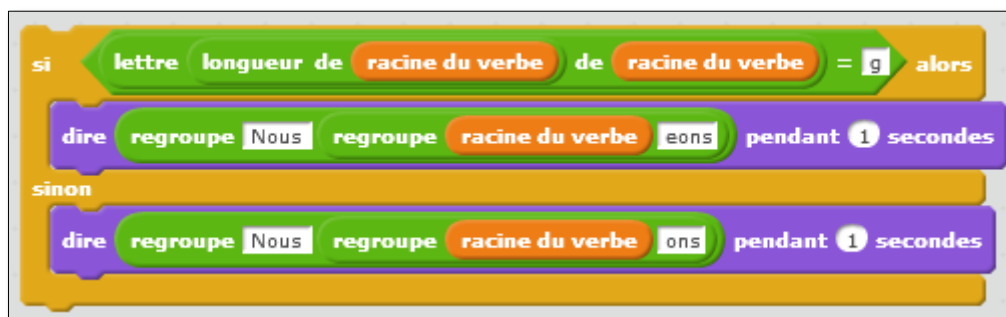 si lettre longueur de racine du verbe de racine du verbe = g alors
dire regroupe Nous regroupe racine du verbe eons pendant 1 secondes
sinon
dire regroupe Nous regroupe racine du verbe ons pendant 1 secondes